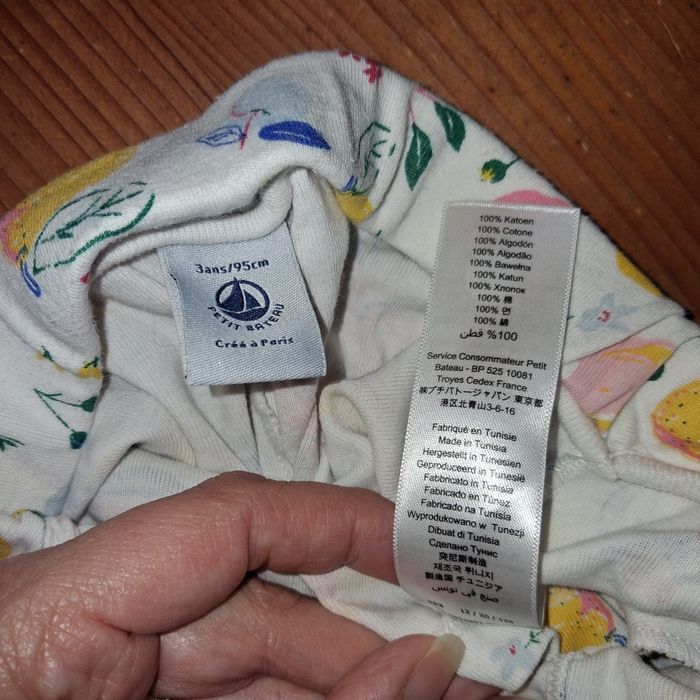 3ans/95cm
PETIT BATEAU
Créé à Paris
100% Katoen
100% Cotone
100% Algodón
100% Algodão
100% Bawełna
100% Katun
100% Хлопок
100% 棉
100% 면
100% 綿
%100 قطن
Service Consommateur Petit
Bateau - BP 525 10081
Troyes Cedex France
㈱プチバトージャパン 東京都
港区北青山3-6-16
Fabriqué en Tunisie
Made in Tunisia
Hergestellt in Tunesien
Geproduceerd in Tunesië
Fabbricato in Tunisia
Fabricado en Túnez
Fabricado na Tunísia
Wyprodukowano w Tunezji
Dibuat di Tunisia
Сделано Тунис
突尼斯制造
제조국 튀니지
製造国 チュニジア
صنع في تونس
12 / 20 /